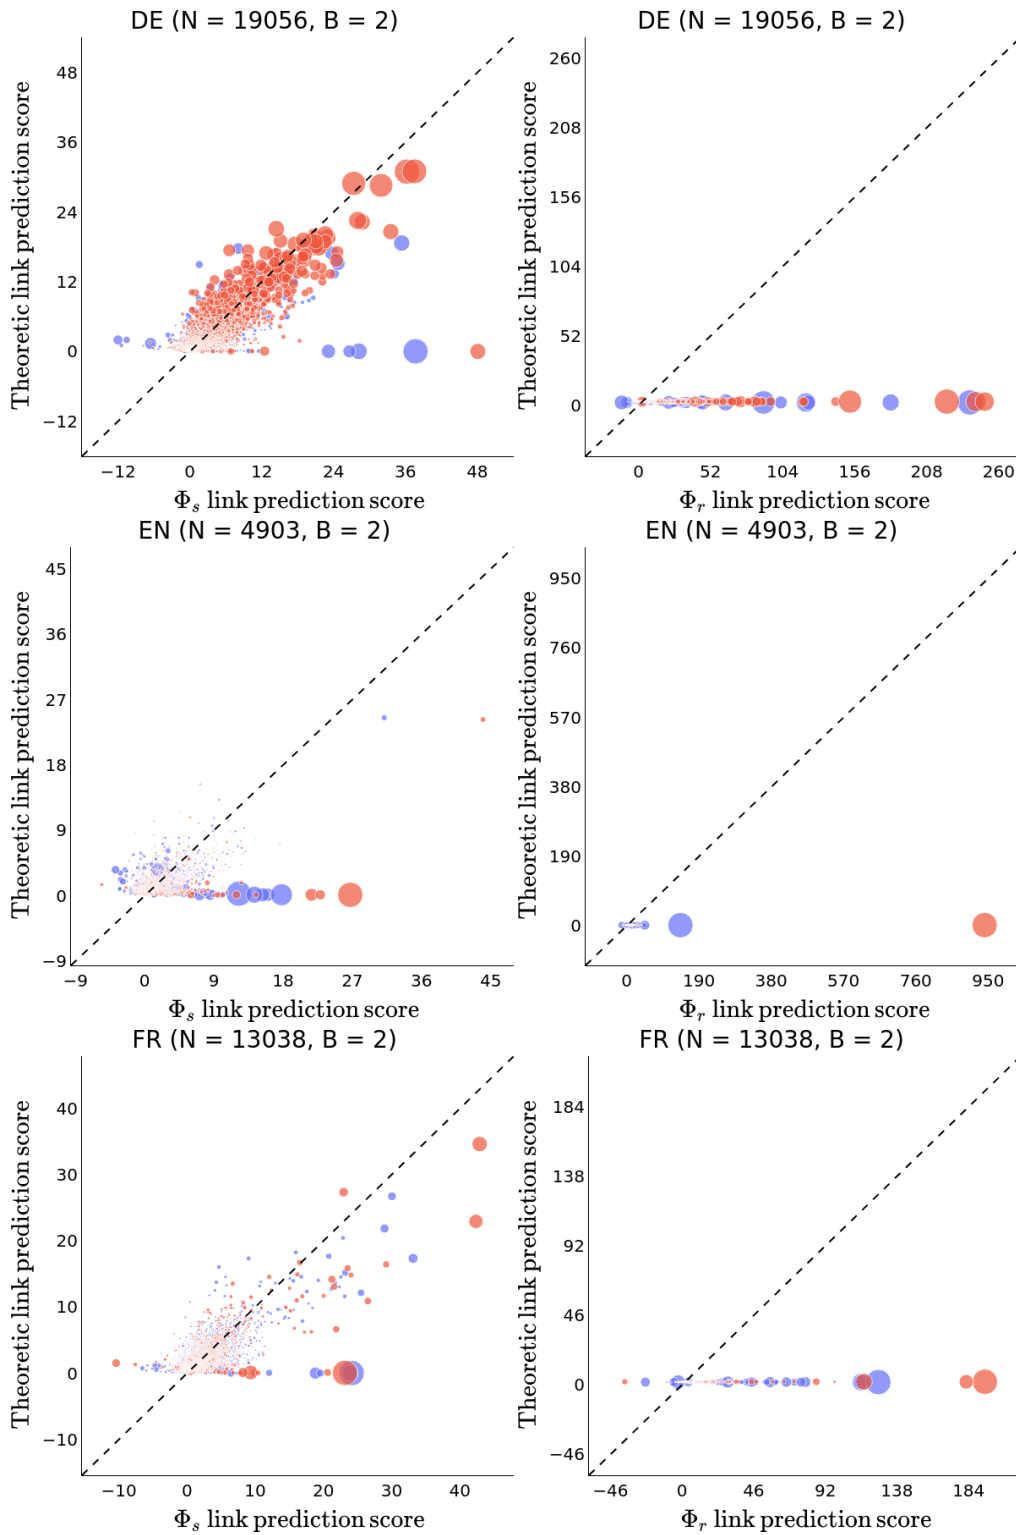 DE (N = 19056, B = 2)
Theoretic link prediction score
48
36
24
12
0
−12
−12 0 12 24 36 48
Φs link prediction score
DE (N = 19056, B = 2)
Theoretic link prediction score
260
208
156
104
52
0
0 52 104 156 208 260
Φr link prediction score
EN (N = 4903, B = 2)
Theoretic link prediction score
45
36
27
18
9
0
−9
−9 0 9 18 27 36 45
Φs link prediction score
EN (N = 4903, B = 2)
Theoretic link prediction score
950
760
570
380
190
0
0 190 380 570 760 950
Φr link prediction score
FR (N = 13038, B = 2)
Theoretic link prediction score
40
30
20
10
0
−10
−10 0 10 20 30 40
Φs link prediction score
FR (N = 13038, B = 2)
Theoretic link prediction score
184
138
92
46
0
−46
−46 0 46 92 138 184
Φr link prediction score